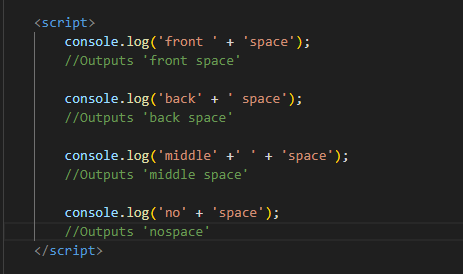 <script>
console.log('front ' + 'space');
//Outputs 'front space'
console.log('back' + ' space');
//Outputs 'back space'
console.log('middle' +' ' + 'space');
//Outputs 'middle space'
console.log('no' + 'space');
//Outputs 'nospace'
</script>